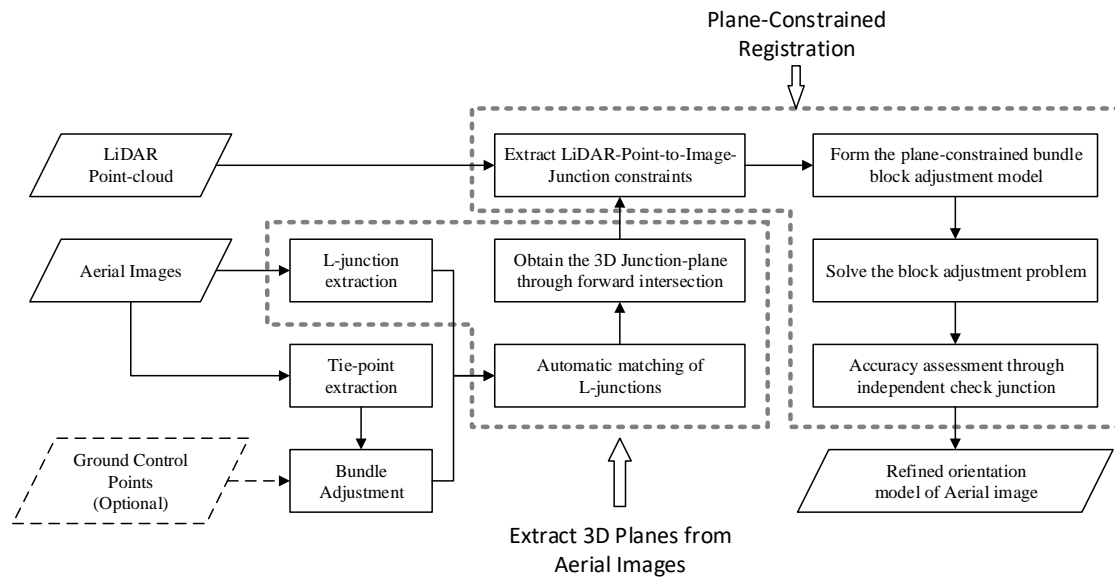 Plane-Constrained
Registration
LiDAR
Point-cloud
Extract LiDAR-Point-to-Image-
Junction constraints
Form the plane-constrained bundle
block adjustment model
Aerial Images
L-junction
extraction
Obtain the 3D Junction-plane
through forward intersection
Solve the block adjustment problem
Tie-point
extraction
Automatic matching of
L-junctions
Accuracy assessment through
independent check junction
Ground Control
Points
(Optional)
Bundle
Adjustment
Refined orientation
model of Aerial image
Extract 3D Planes from
Aerial Images